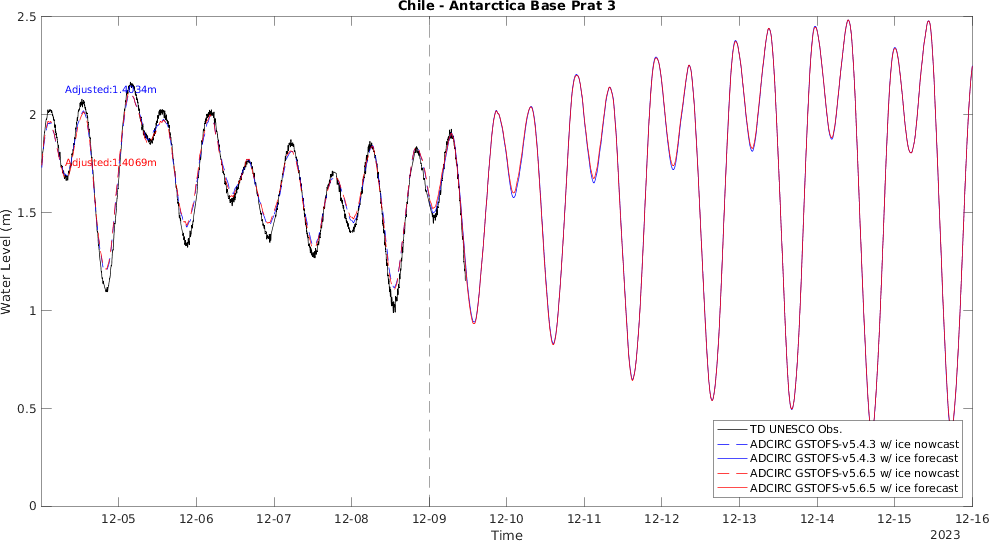 Chile - Antarctica Base Prat 3
2.5
2
1.5
1
0.5
0
Water Level (m)
Adjusted:1.4034m
Adjusted:1.4069m
12-05
12-06
12-07
12-08
12-09
12-10
12-11
12-12
12-13
12-14
12-15
12-16
Time
2023
TD UNESCO Obs.
ADCIRC GSTOFS-v5.4.3 w/ ice nowcast
ADCIRC GSTOFS-v5.4.3 w/ ice forecast
ADCIRC GSTOFS-v5.6.5 w/ ice nowcast
ADCIRC GSTOFS-v5.6.5 w/ ice forecast